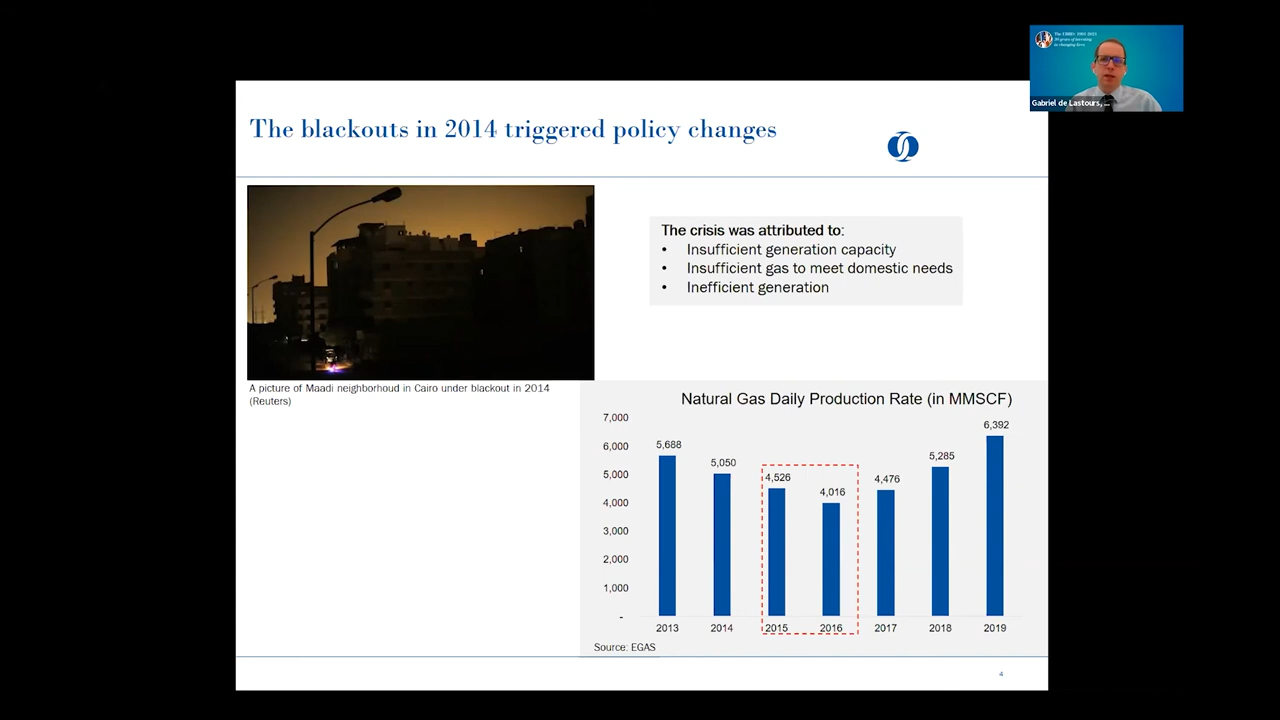 The EBRD: 1991-2021
Gabriel de Lastours, ...
The blackouts in 2014 triggered policy changes
The crisis was attributed to:
• Insufficient generation capacity
• Insufficient gas to meet domestic needs
• Inefficient generation
A picture of Maadi neighborhoud in Cairo under blackout in 2014
(Reuters)
Natural Gas Daily Production Rate (in MMSCF)
7,000
6,000
5,000
4,000
3,000
2,000
1,000
-
5,688
5,050
4,526
4,016
4,476
5,285
6,392
2013
2014
2015
2016
2017
2018
2019
Source: EGAS
4